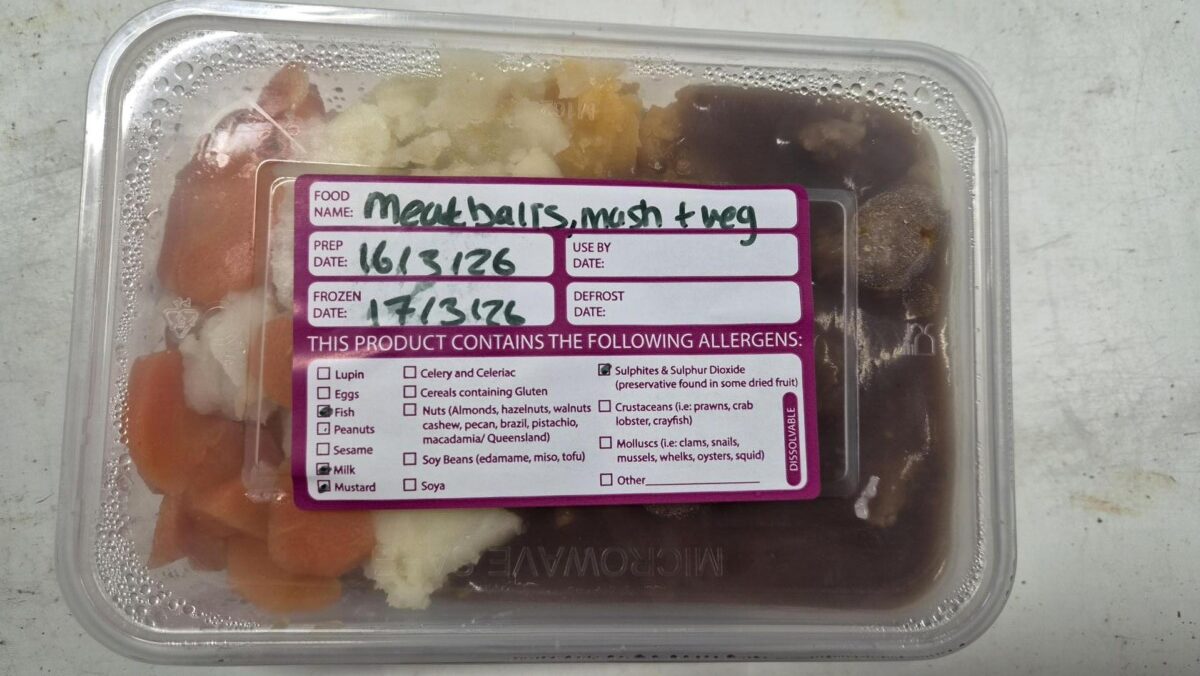 FOOD NAME: Meatballs, mash + veg
PREP DATE: 16/3/26
USE BY DATE:
FROZEN DATE: 17/3/26
DEFROST DATE:
THIS PRODUCT CONTAINS THE FOLLOWING ALLERGENS:
Lupin
Eggs
Fish
Peanuts
Sesame
Milk
Mustard
Celery and Celeriac
Cereals containing Gluten
Nuts (Almonds, hazelnuts, walnuts
cashew, pecan, brazil, pistachio,
macadamia/ Queensland)
Soy Beans (edamame, miso, tofu)
Soya
Sulphites & Sulphur Dioxide
(preservative found in some dried fruit)
Crustaceans (i.e: prawns, crab
lobster, crayfish)
Molluscs (i.e: clams, snails,
mussels, whelks, oysters, squid)
Other
DISSOLVABLE
MICROWAVE